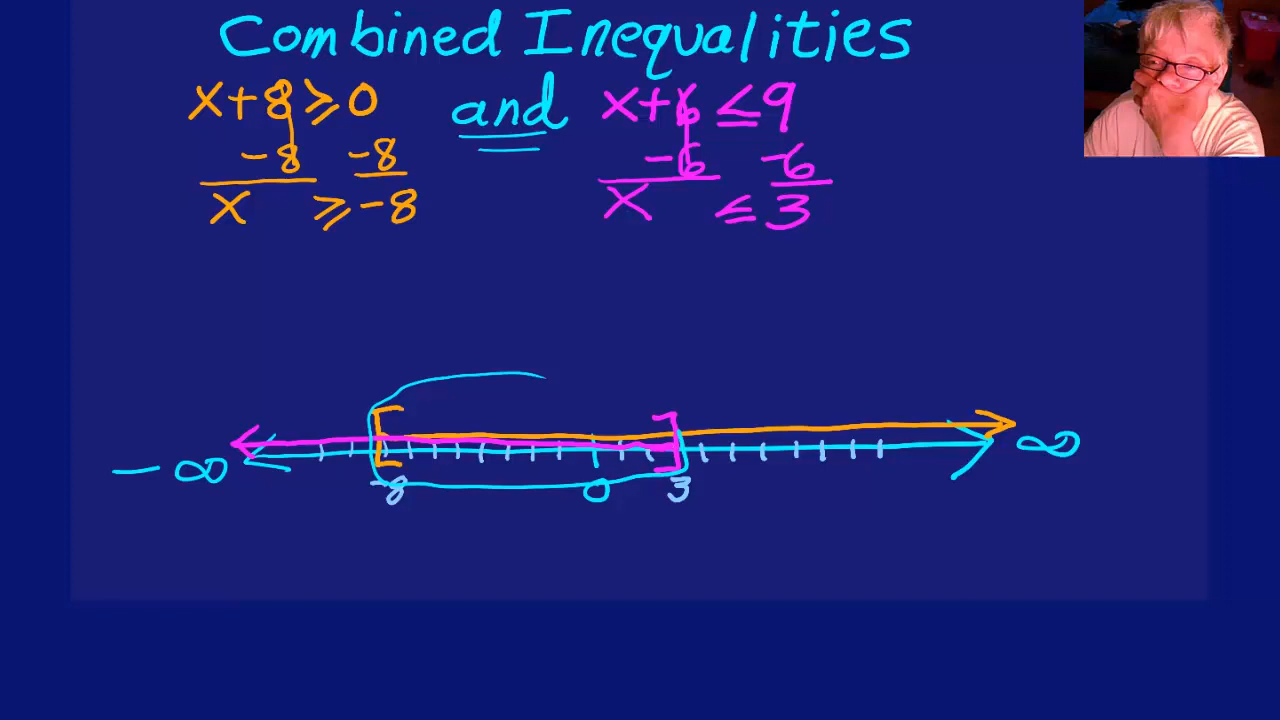 Combined Inequalities
x+8 ≥ 0 and x+6 ≤ 9
-8 -8 -6 -6
x ≥ -8 x ≤ 3
-∞ ∞
-8 0 3